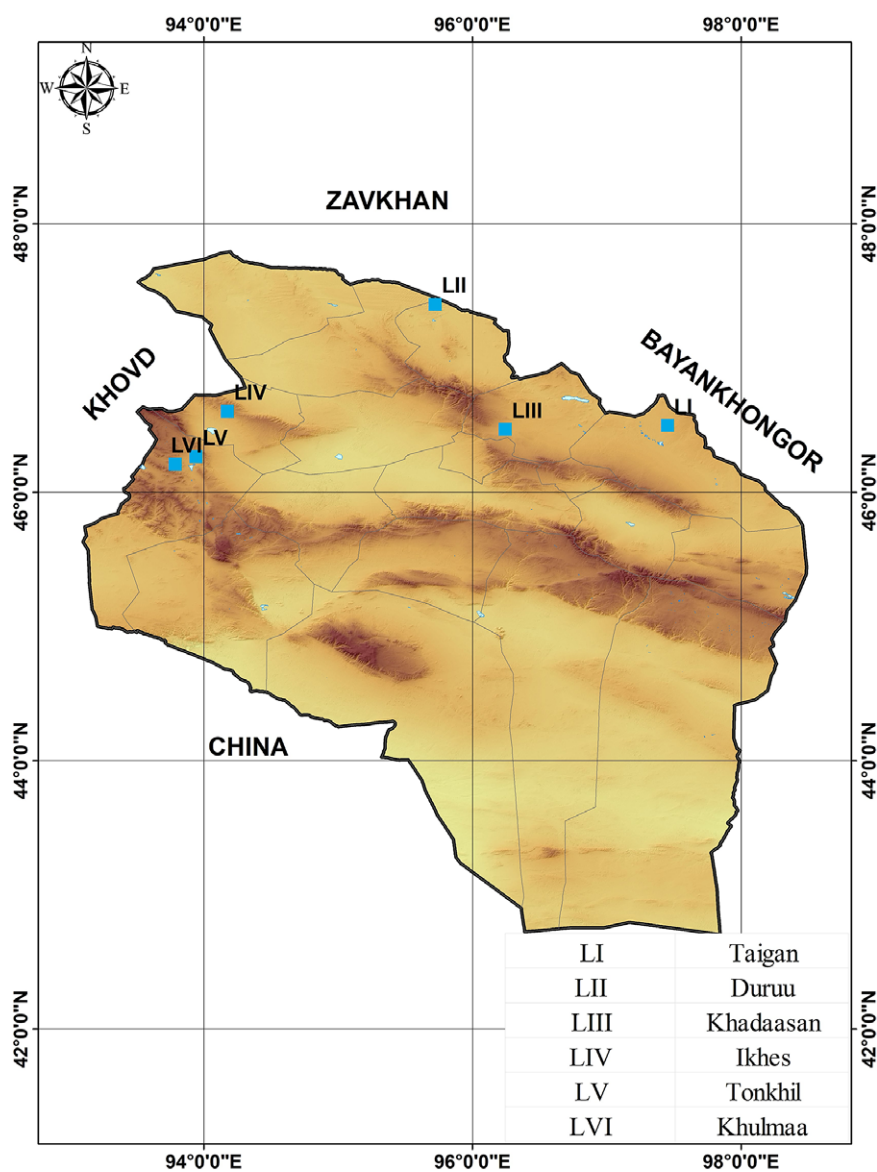 94°0'0"E 96°0'0"E 98°0'0"E
N
W E
S
ZAVKHAN
48°0'0"N 48°0'0"N
LII
BAYANKHONGOR
KHOVD
LIV
LIII
LI
LV
LVI
46°0'0"N 46°0'0"N
CHINA
44°0'0"N 44°0'0"N
LI Taigan
LII Duruu
LIII Khadaasan
LIV Ikhes
LV Tonkhil
LVI Khulmaa
42°0'0"N 42°0'0"N
94°0'0"E 96°0'0"E 98°0'0"E